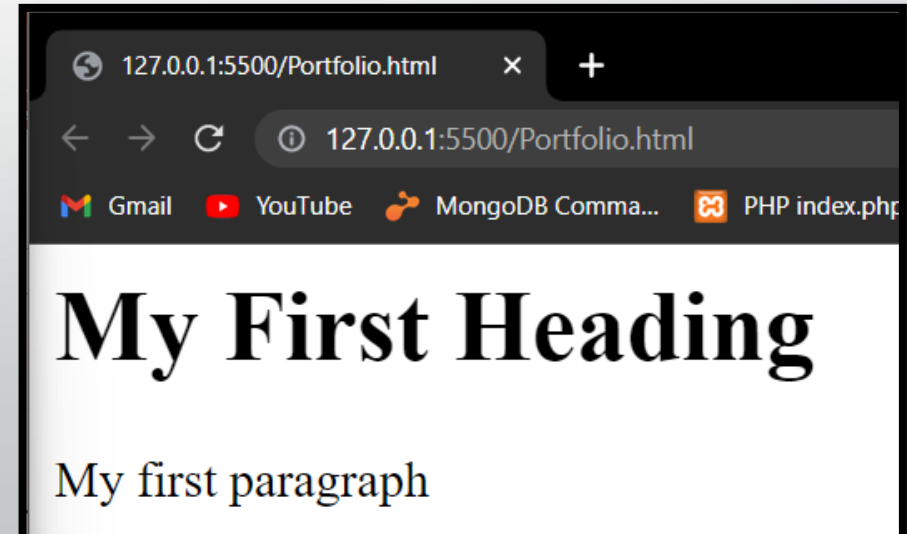 127.0.0.1:5500/Portfolio.html
127.0.0.1:5500/Portfolio.html
Gmail YouTube MongoDB Comma... PHP index.php
My First Heading
My first paragraph